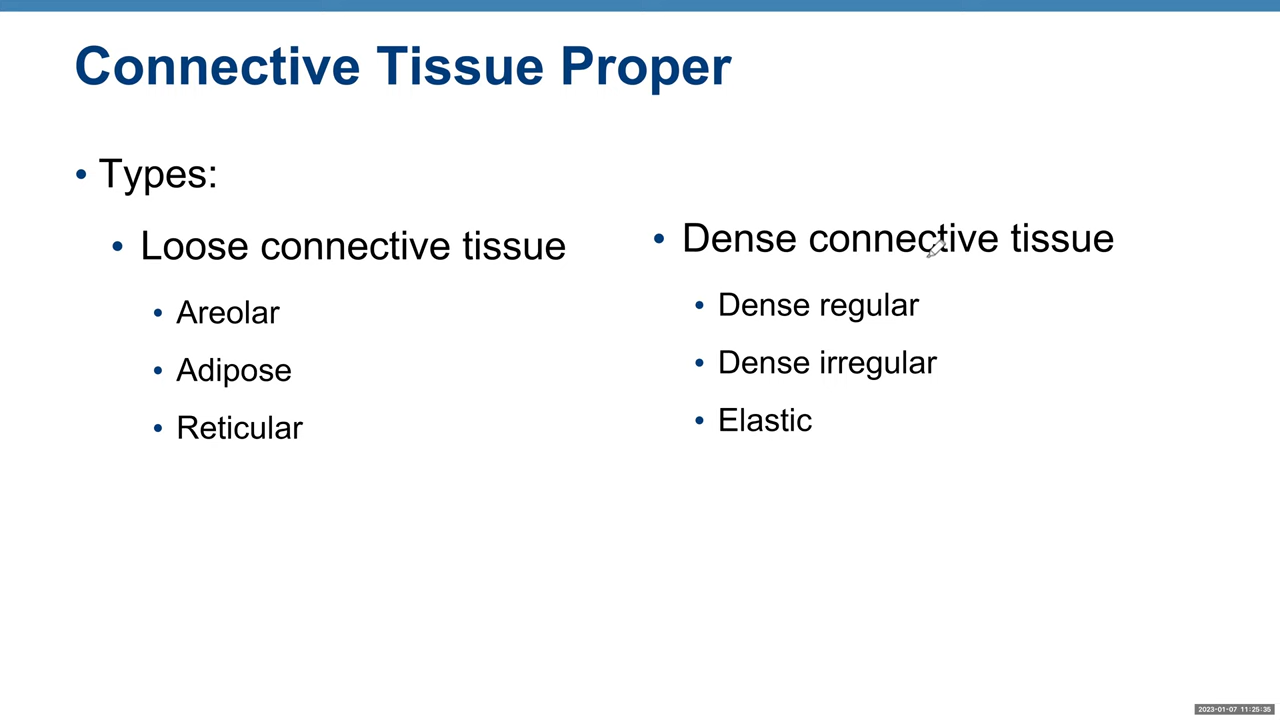 Connective Tissue Proper
• Types:
• Loose connective tissue
• Areolar
• Adipose
• Reticular
• Dense connective tissue
• Dense regular
• Dense irregular
• Elastic
2023-01-07 11:25:35